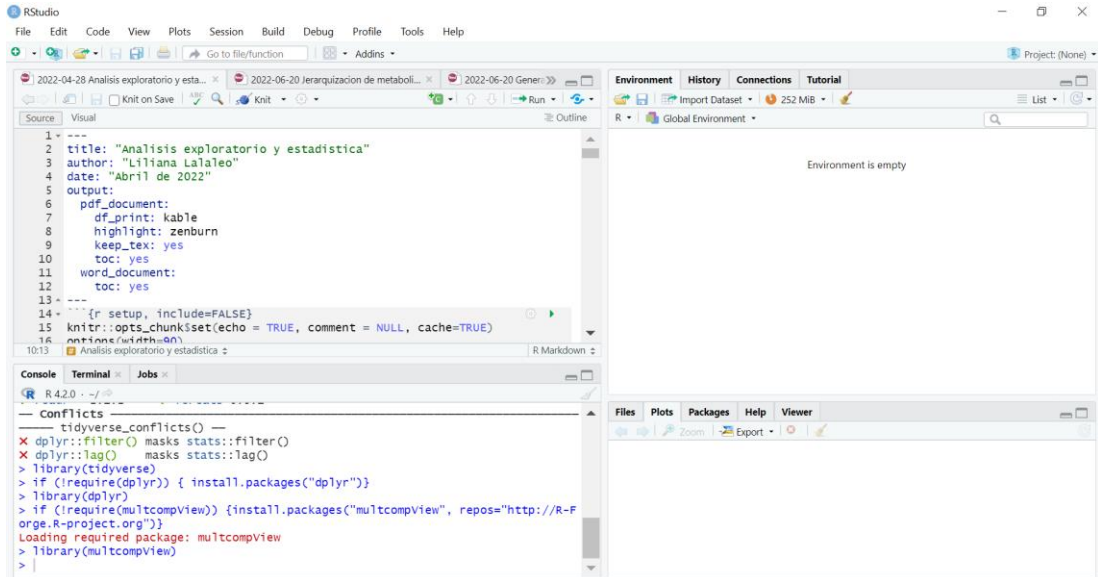 RStudio
File Edit Code View Plots Session Build Debug Profile Tools Help
Go to file/function Addins Project: (None)
2022-04-28 Analisis exploratorio y esta... 2022-06-20 Jerarquizacion de metaboli... 2022-06-20 Genera
Knit on Save ABC Knit Run
Source Visual Outline
1 ---
2 title: "Analisis exploratorio y estadistica"
3 author: "Liliana Lalaleo"
4 date: "Abril de 2022"
5 output:
6 pdf_document:
7 df_print: kable
8 highlight: zenburn
9 keep_tex: yes
10 toc: yes
11 word_document:
12 toc: yes
13 ---
14 ```{r setup, include=FALSE}
15 knitr::opts_chunk$set(echo = TRUE, comment = NULL, cache=TRUE)
16 options(width=90)
10:13 Analisis exploratorio y estadistica R Markdown
Console Terminal Jobs
R 4.2.0 · ~/
— Conflicts —
— tidyverse_conflicts() —
✖ dplyr::filter() masks stats::filter()
✖ dplyr::lag() masks stats::lag()
> library(tidyverse)
> if (!require(dplyr)) { install.packages("dplyr")}
> library(dplyr)
> if (!require(multcompView)) {install.packages("multcompView", repos="http://R-F
orge.R-project.org")}
Loading required package: multcompView
> library(multcompView)
>
Environment History Connections Tutorial
Import Dataset 252 MiB List
R Global Environment
Environment is empty
Files Plots Packages Help Viewer
Zoom Export